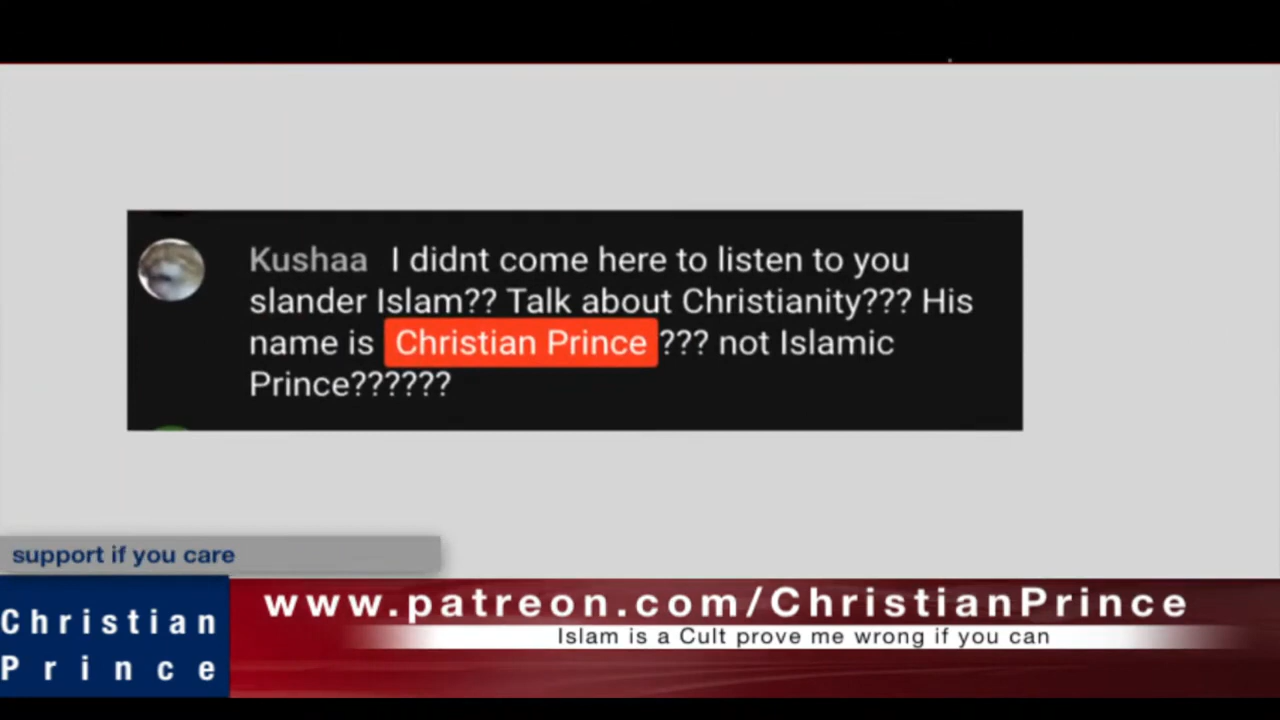 Kushaa I didnt come here to listen to you
slander Islam?? Talk about Christianity??? His
name is Christian Prince ??? not Islamic
Prince??????
support if you care
Christian
Prince
www.patreon.com/ChristianPrince
Islam is a Cult prove me wrong if you can